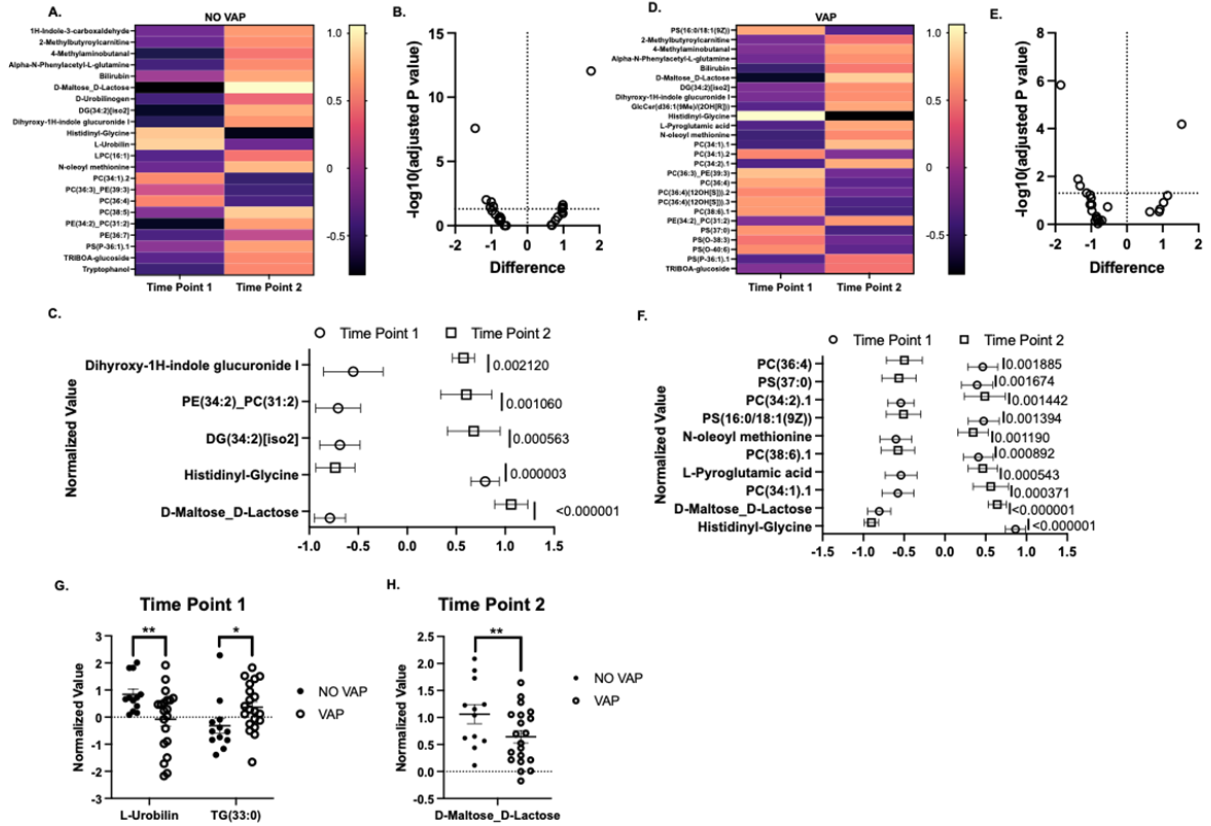 A.
NO VAP
1H-Indole-3-carboxaldehyde
2-Methylbutyroylcarnitine
4-Methylaminobutanal
Alpha-N-Phenylacetyl-L-glutamine
Bilirubin
D-Maltose_D-Lactose
D-Urobilinogen
DG(34:2)[iso2]
Dihyroxy-1H-indole glucuronide I
Histidinyl-Glycine
L-Urobilin
LPC(16:1)
N-oleoyl methionine
PC(34:1).2
PC(36:3)_PE(39:3)
PC(36:4)
PC(38:5)
PE(34:2)_PC(31:2)
PE(36:7)
PS(P-36:1).1
TRIBOA-glucoside
Tryptophanol
Time Point 1 Time Point 2
1.0
0.5
0
-0.5
B.
-log10(adjusted P value)
15
10
5
0
-2 -1 0 1 2
Difference
D.
VAP
PS(16:0/18:1(9Z))
2-Methylbutyroylcarnitine
4-Methylaminobutanal
Alpha-N-Phenylacetyl-L-glutamine
Bilirubin
D-Maltose_D-Lactose
DG(34:2)[iso2]
Dihyroxy-1H-indole glucuronide I
GlcCer(d36:1(9Me)/(2OH[R])
Histidinyl-Glycine
L-Pyroglutamic acid
N-oleoyl methionine
PC(34:1).1
PC(34:1).2
PC(34:2).1
PC(36:3)_PE(39:3)
PC(36:4)
PC(36:4)(12OH[S])).2
PC(36:4)(12OH[S])).3
PC(38:6).1
PE(34:2)_PC(31:2)
PS(37:0)
PS(O-38:3)
PS(O-40:6)
PS(P-36:1).1
TRIBOA-glucoside
Time Point 1 Time Point 2
1.0
0.5
0
-0.5
E.
-log10(adjusted P value)
8
6
4
2
0
-2 -1 0 1 2
Difference
C.
Time Point 1 Time Point 2
Normalized Value
Dihyroxy-1H-indole glucuronide I
0.002120
PE(34:2)_PC(31:2)
0.001060
DG(34:2)[iso2]
0.000563
Histidinyl-Glycine
0.000003
D-Maltose_D-Lactose
<0.000001
-1.0 -0.5 0.0 0.5 1.0 1.5
F.
Time Point 1 Time Point 2
Normalized Value
PC(36:4)
0.001885
PS(37:0)
0.001674
PC(34:2).1
0.001442
PS(16:0/18:1(9Z))
0.001394
N-oleoyl methionine
0.001190
PC(38:6).1
0.000892
L-Pyroglutamic acid
0.000543
PC(34:1).1
0.000371
D-Maltose_D-Lactose
<0.000001
Histidinyl-Glycine
<0.000001
-1.5 -1.0 -0.5 0.0 0.5 1.0 1.5
G.
Time Point 1
Normalized Value
3
2
1
0
-1
-2
-3
**
*
NO VAP
VAP
L-Urobilin TG(33:0)
H.
Time Point 2
Normalized Value
2.5
2.0
1.5
1.0
0.5
0.0
-0.5
**
NO VAP
VAP
D-Maltose_D-Lactose